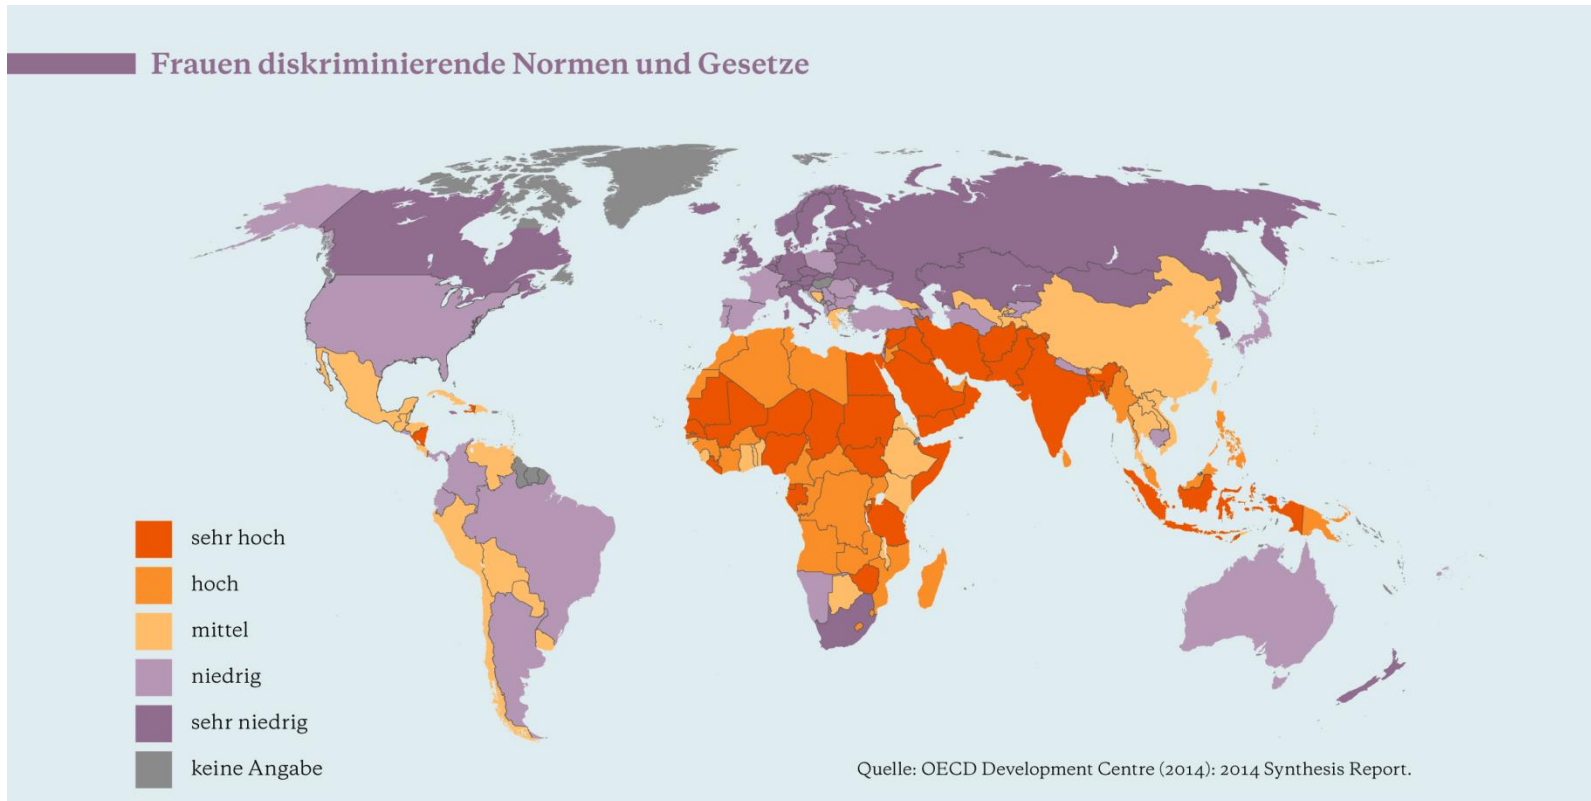 Frauen diskriminierende Normen und Gesetze
sehr hoch
hoch
mittel
niedrig
sehr niedrig
keine Angabe
Quelle: OECD Development Centre (2014): 2014 Synthesis Report.